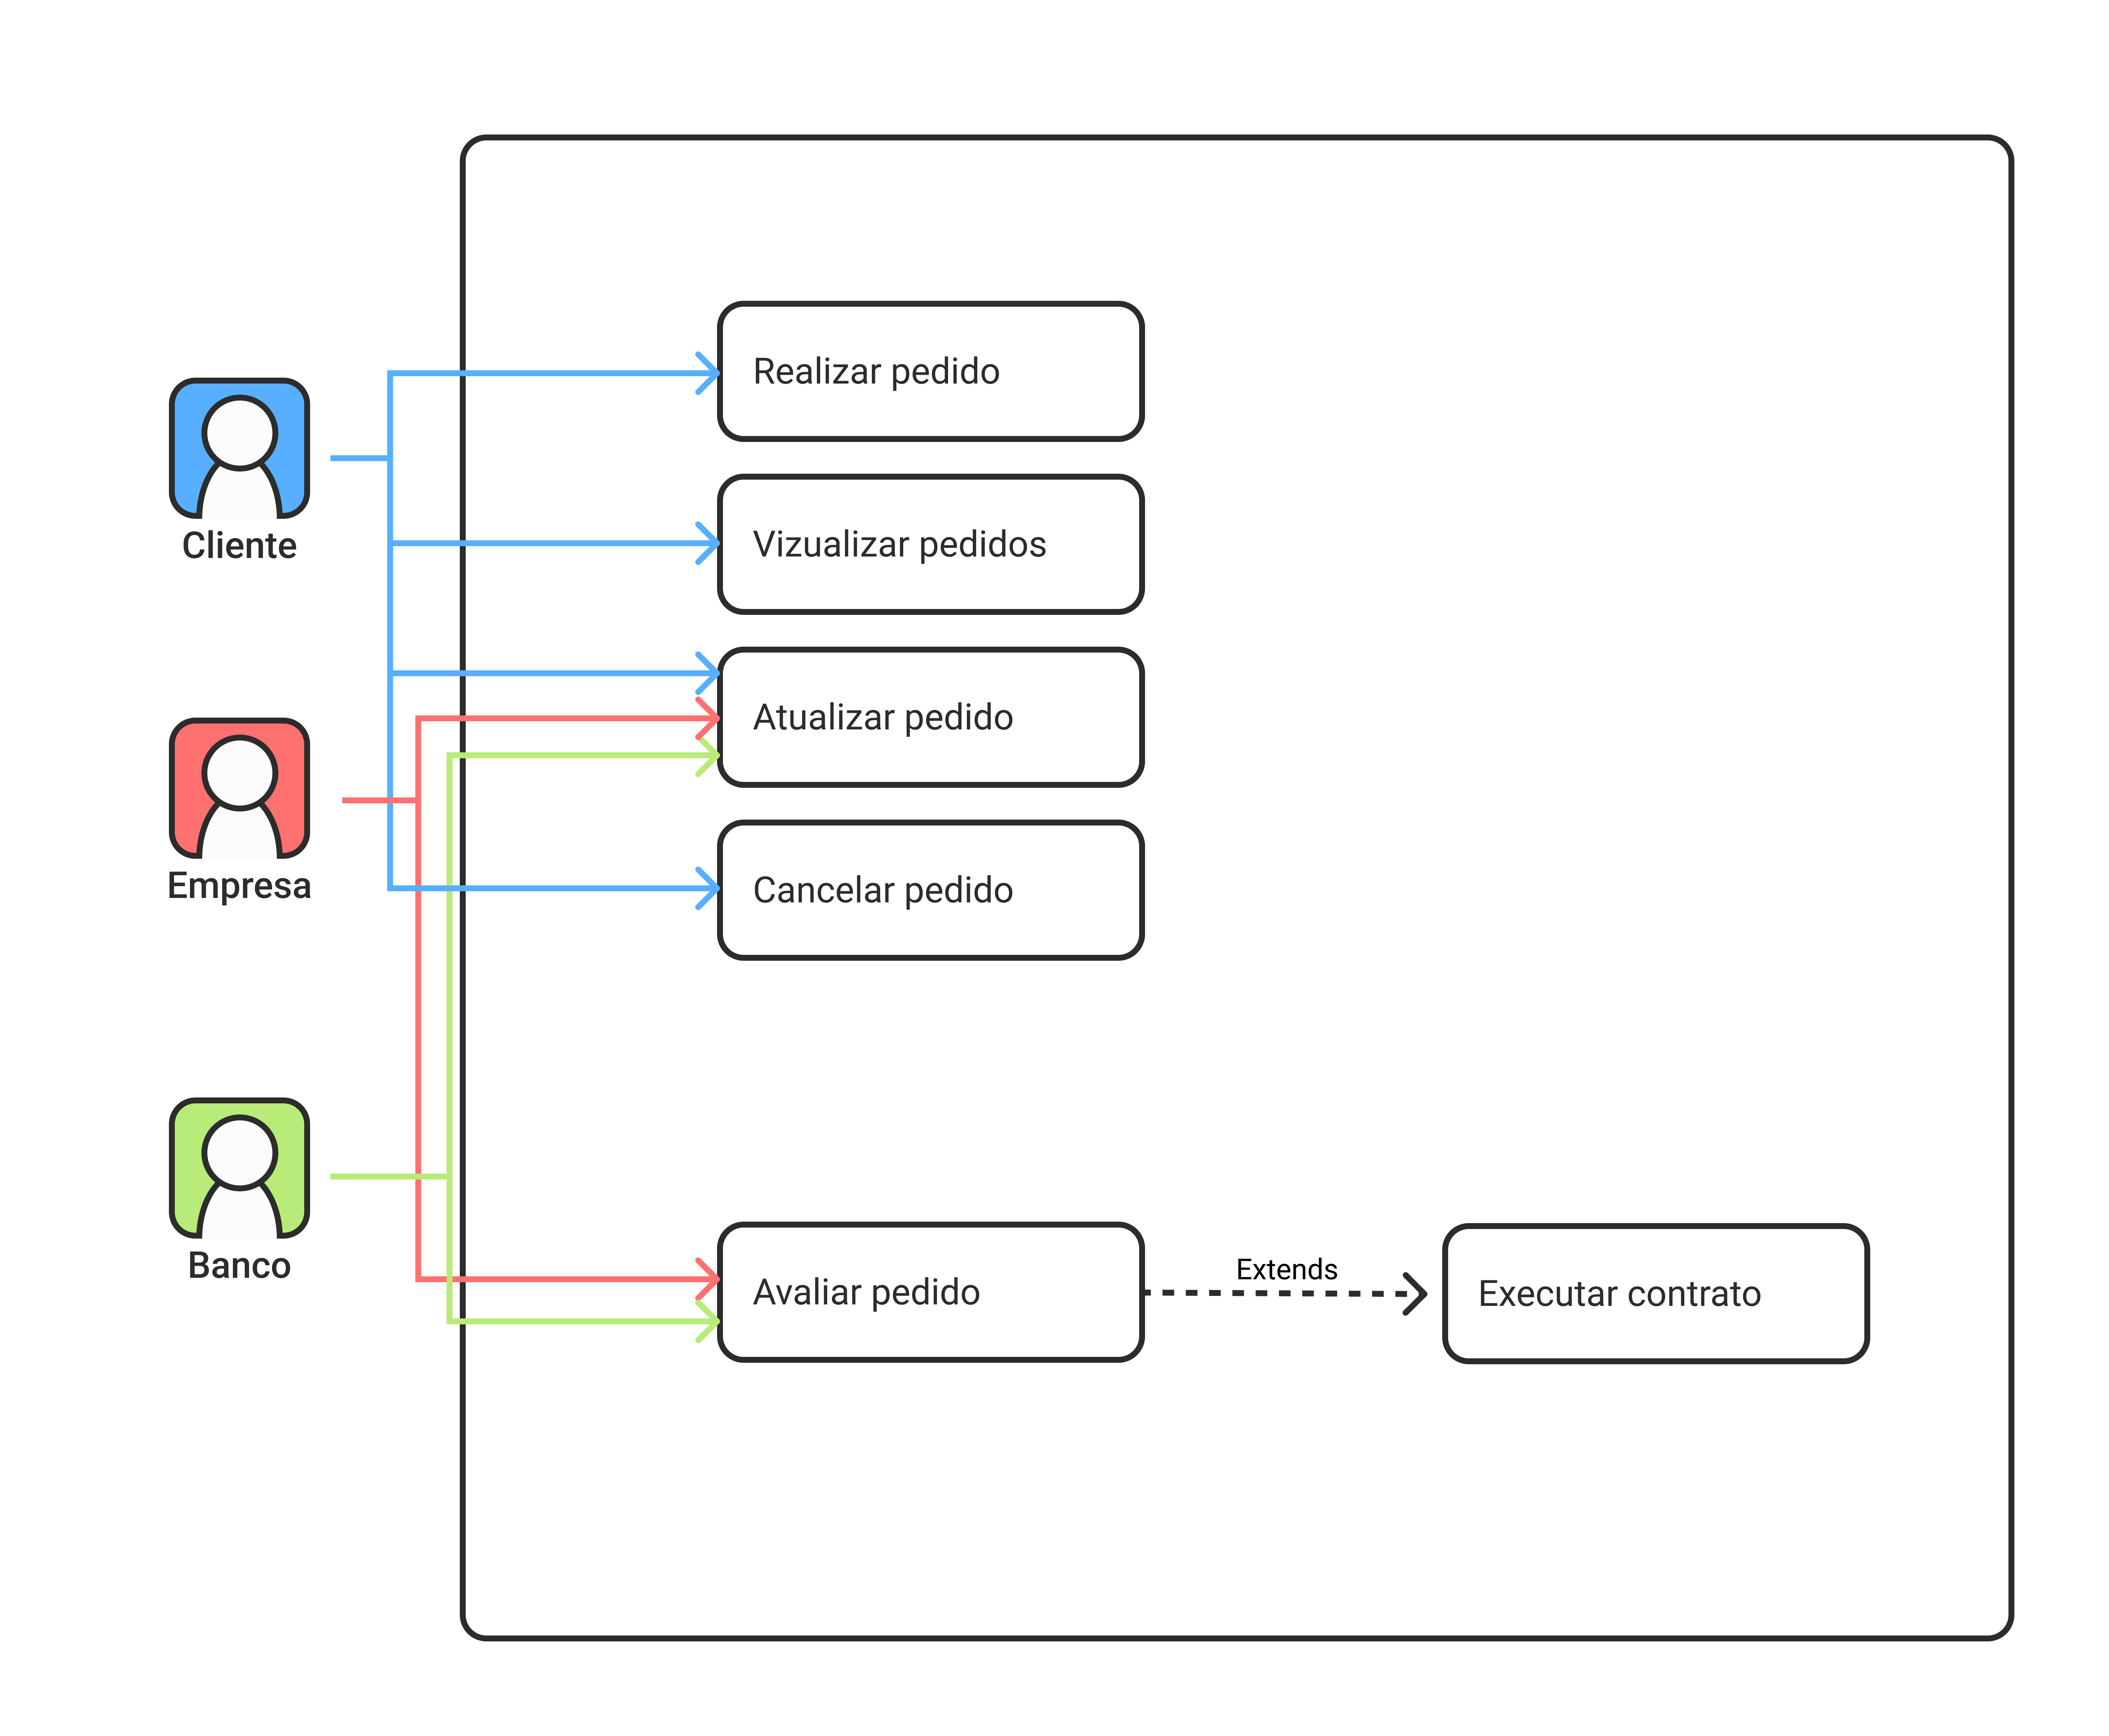 Cliente
Empresa
Banco
Realizar pedido
Vizualizar pedidos
Atualizar pedido
Cancelar pedido
Avaliar pedido
Extends
Executar contrato